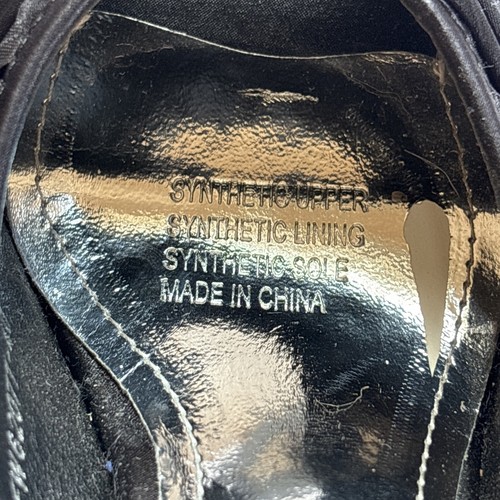 SYNTHETIC UPPER
SYNTHETIC LINING
SYNTHETIC SOLE
MADE IN CHINA